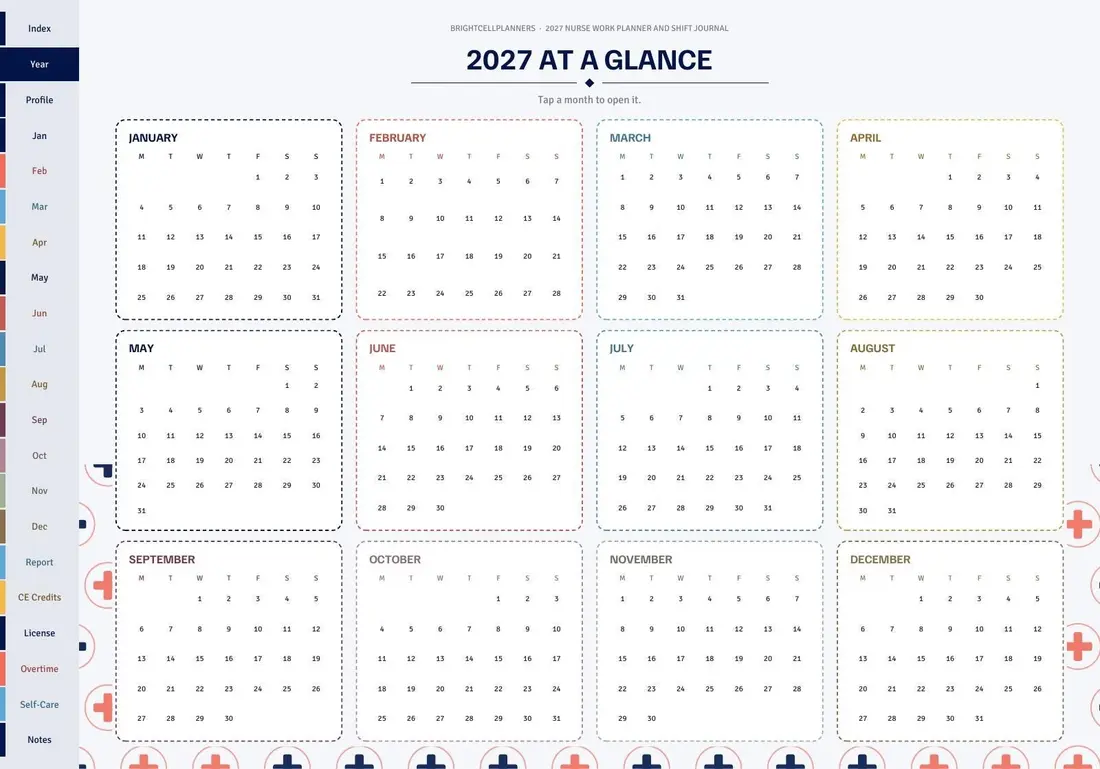 Index
Year
Profile
Jan
Feb
Mar
Apr
May
Jun
Jul
Aug
Sep
Oct
Nov
Dec
Report
CE Credits
License
Overtime
Self-Care
Notes
BRIGHTCELLPLANNERS · 2027 NURSE WORK PLANNER AND SHIFT JOURNAL
2027 AT A GLANCE
Tap a month to open it.
JANUARY
M T W T F S S
1 2 3
4 5 6 7 8 9 10
11 12 13 14 15 16 17
18 19 20 21 22 23 24
25 26 27 28 29 30 31
FEBRUARY
M T W T F S S
1 2 3 4 5 6 7
8 9 10 11 12 13 14
15 16 17 18 19 20 21
22 23 24 25 26 27 28
MARCH
M T W T F S S
1 2 3 4 5 6 7
8 9 10 11 12 13 14
15 16 17 18 19 20 21
22 23 24 25 26 27 28
29 30 31
APRIL
M T W T F S S
1 2 3 4
5 6 7 8 9 10 11
12 13 14 15 16 17 18
19 20 21 22 23 24 25
26 27 28 29 30
MAY
M T W T F S S
1 2
3 4 5 6 7 8 9
10 11 12 13 14 15 16
17 18 19 20 21 22 23
24 25 26 27 28 29 30
31
JUNE
M T W T F S S
1 2 3 4 5 6
7 8 9 10 11 12 13
14 15 16 17 18 19 20
21 22 23 24 25 26 27
28 29 30
JULY
M T W T F S S
1 2 3 4
5 6 7 8 9 10 11
12 13 14 15 16 17 18
19 20 21 22 23 24 25
26 27 28 29 30 31
AUGUST
M T W T F S S
1
2 3 4 5 6 7 8
9 10 11 12 13 14 15
16 17 18 19 20 21 22
23 24 25 26 27 28 29
30 31
SEPTEMBER
M T W T F S S
1 2 3 4 5
6 7 8 9 10 11 12
13 14 15 16 17 18 19
20 21 22 23 24 25 26
27 28 29 30
OCTOBER
M T W T F S S
1 2 3
4 5 6 7 8 9 10
11 12 13 14 15 16 17
18 19 20 21 22 23 24
25 26 27 28 29 30 31
NOVEMBER
M T W T F S S
1 2 3 4 5 6 7
8 9 10 11 12 13 14
15 16 17 18 19 20 21
22 23 24 25 26 27 28
29 30
DECEMBER
M T W T F S S
1 2 3 4 5
6 7 8 9 10 11 12
13 14 15 16 17 18 19
20 21 22 23 24 25 26
27 28 29 30 31